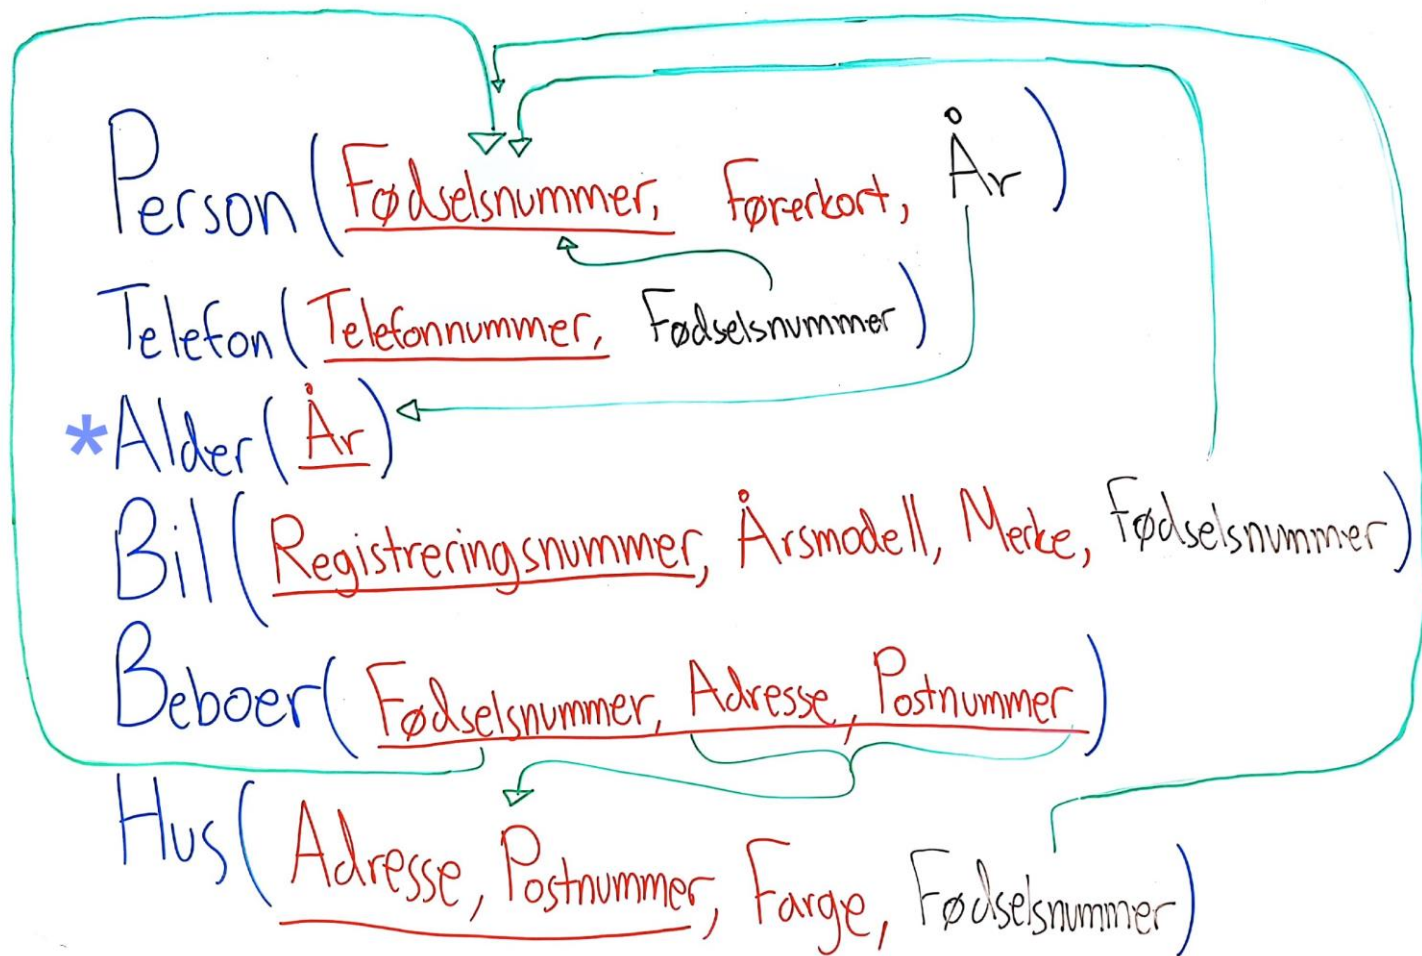 Person(Fødselsnummer, Førerkort, År)
Telefon(Telefonnummer, Fødselsnummer)
*Alder(År)
Bil(Registreringsnummer, Årsmodell, Merke, Fødselsnummer)
Beboer(Fødselsnummer, Adresse, Postnummer)
Hus(Adresse, Postnummer, Farge, Fødselsnummer)